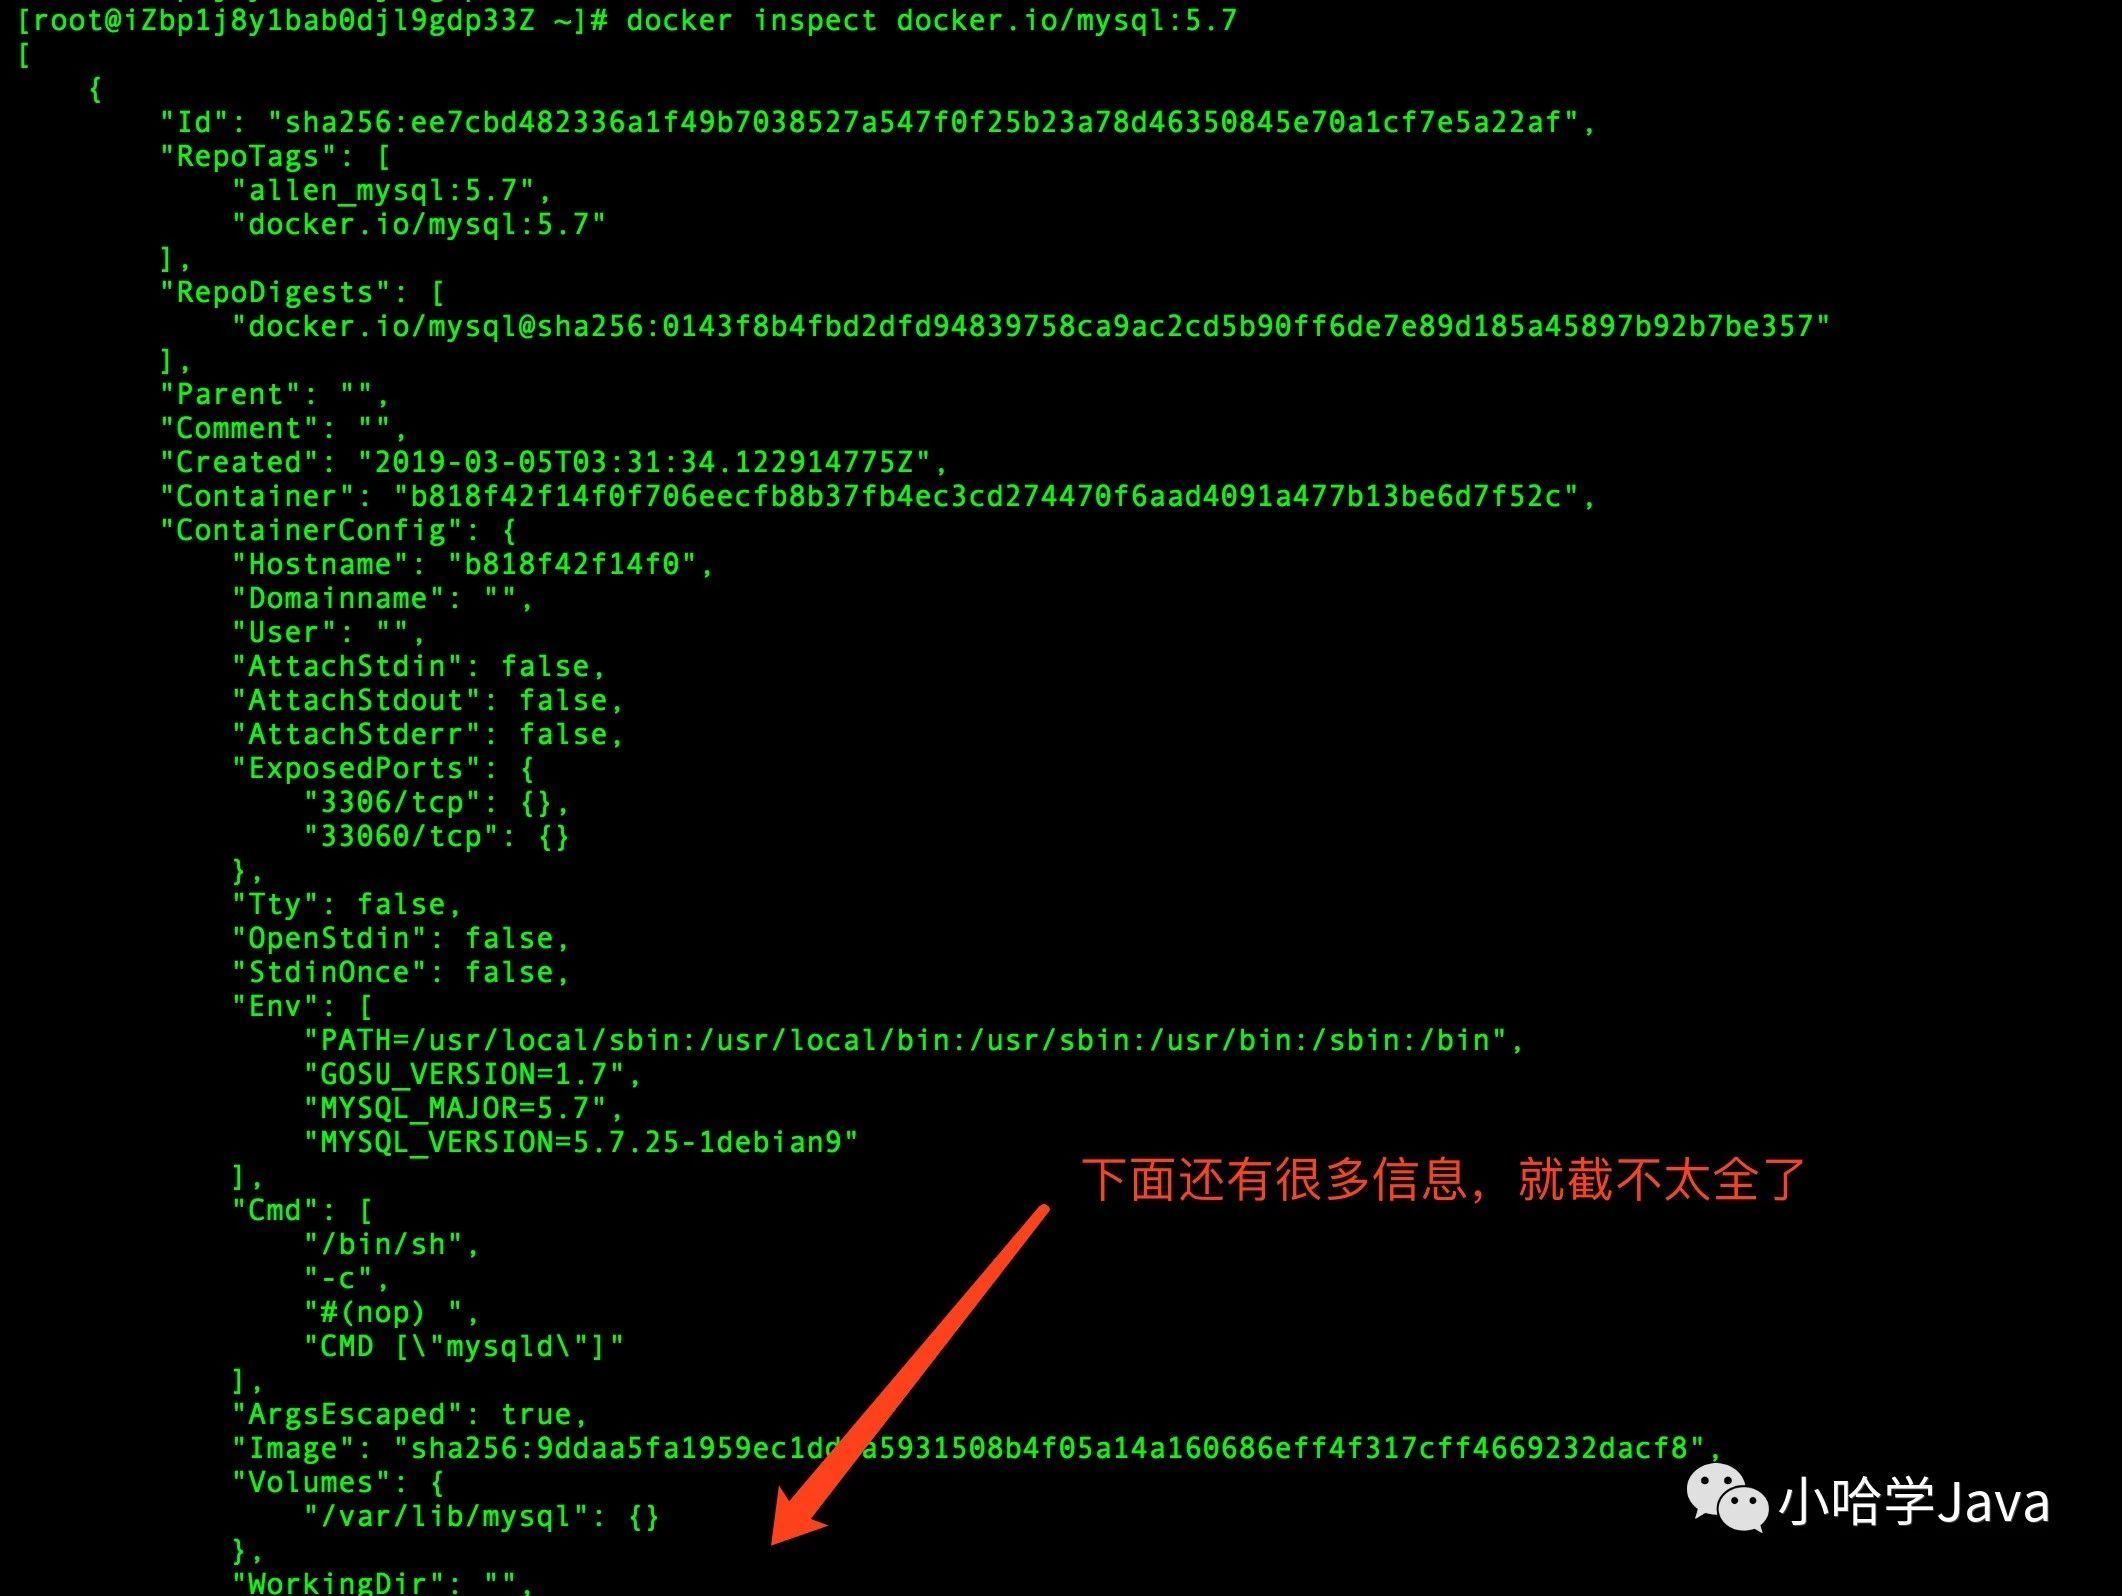 [root@iZbp1j8y1bab0djl9gdp33Z ~]# docker inspect docker.io/mysql:5.7
[
    {
        "Id": "sha256:ee7cbd482336a1f49b7038527a547f0f25b23a78d46350845e70a1cf7e5a22af",
        "RepoTags": [
            "allen_mysql:5.7",
            "docker.io/mysql:5.7"
        ],
        "RepoDigests": [
            "docker.io/mysql@sha256:0143f8b4fbd2dfd94839758ca9ac2cd5b90ff6de7e89d185a45897b92b7be357"
        ],
        "Parent": "",
        "Comment": "",
        "Created": "2019-03-05T03:31:34.122914775Z",
        "Container": "b818f42f14f0f706eecfb8b37fb4ec3cd274470f6aad4091a477b13be6d7f52c",
        "ContainerConfig": {
            "Hostname": "b818f42f14f0",
            "Domainname": "",
            "User": "",
            "AttachStdin": false,
            "AttachStdout": false,
            "AttachStderr": false,
            "ExposedPorts": {
                "3306/tcp": {},
                "33060/tcp": {}
            },
            "Tty": false,
            "OpenStdin": false,
            "StdinOnce": false,
            "Env": [
                "PATH=/usr/local/sbin:/usr/local/bin:/usr/sbin:/usr/bin:/sbin:/bin",
                "GOSU_VERSION=1.7",
                "MYSQL_MAJOR=5.7",
                "MYSQL_VERSION=5.7.25-1debian9"
下面还有很多信息，就截不太全了
            ],
            "Cmd": [
                "/bin/sh",
                "-c",
                "#(nop) ",
                "CMD [\"mysqld\"]"
            ],
            "ArgsEscaped": true,
            "Image":
            "Volumes": {
                "/var/lib/mysql": {}
            },
            "WorkingDir": "",
小哈学Java